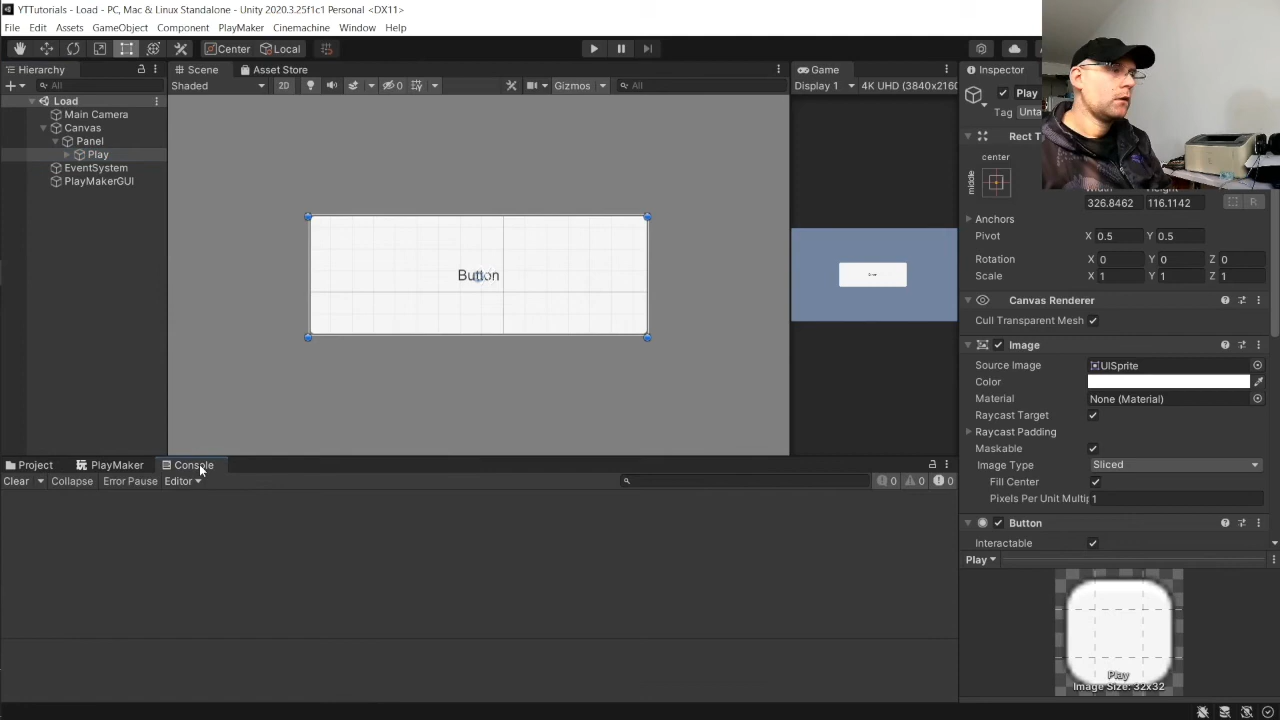 YTTutorials - Load - PC, Mac & Linux Standalone - Unity 2020.3.25f1c1 Personal <DX11>
File Edit Assets GameObject Component PlayMaker Cinemachine Window Help
Center Local
Hierarchy Scene Asset Store Game Inspector
All Shaded 2D 0 Gizmos All Display 1 4K UHD (3840x2160 Play
Load
Main Camera
Canvas
Panel
Play
EventSystem
PlayMakerGUI
Button
Tag Unta
Rect T
center
middle
326.8462 116.1142
Anchors
Pivot X 0.5 Y 0.5
Rotation X 0 Y 0 Z 0
Scale X 1 Y 1 Z 1
Canvas Renderer
Cull Transparent Mesh
Image
Source Image UISprite
Color
Material None (Material)
Raycast Target
Raycast Padding
Maskable
Image Type Sliced
Fill Center
Pixels Per Unit Multip 1
Button
Interactable
Play
Project PlayMaker Console
Clear Collapse Error Pause Editor 0 0 0
Play
Image Size: 32x32